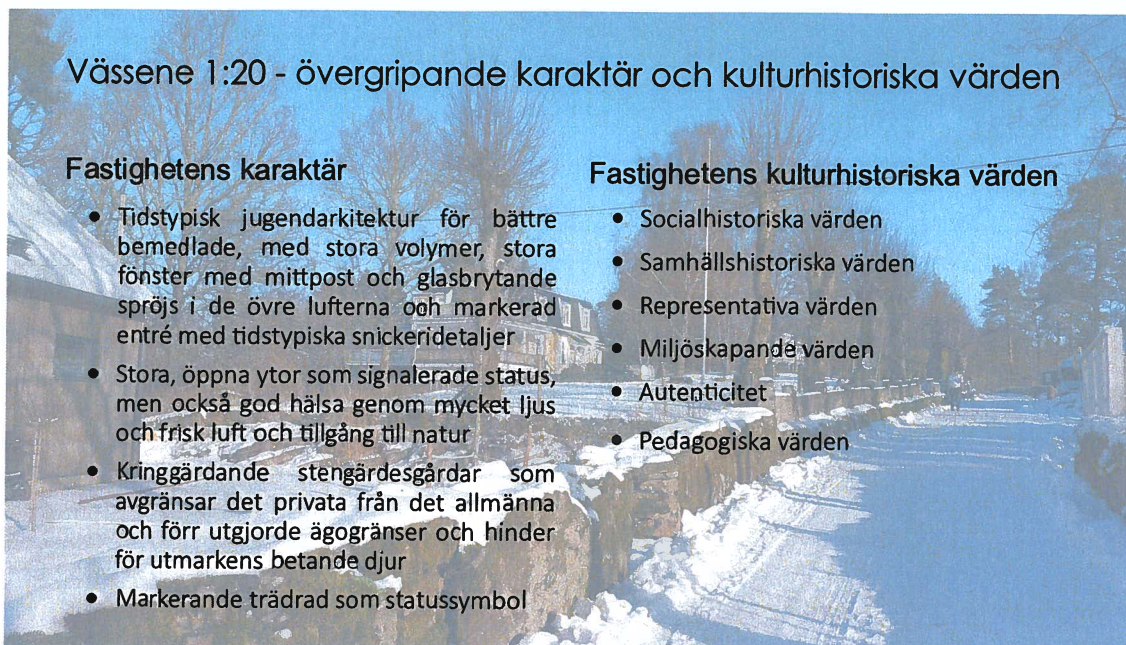 Vässene 1:20 - övergripande karaktär och kulturhistoriska värden
Fastighetens karaktär
• Tidstypisk jugendarkitektur för bättre
bemedlade, med stora volymer, stora
fönster med mittpost och glasbrytande
spröjs i de övre lufterna och markerad
entré med tidstypiska snickeridetaljer
• Stora, öppna ytor som signalerade status,
men också god hälsa genom mycket ljus
och frisk luft och tillgång till natur
• Kringgärdande stengärdesgårdar som
avgränsar det privata från det allmänna
och förr utgjorde ägogränser och hinder
för utmarkens betande djur
• Markerande trädrad som statussymbol
Fastighetens kulturhistoriska värden
• Socialhistoriska värden
• Samhällshistoriska värden
• Representativa värden
• Miljöskapande värden
• Autenticitet
• Pedagogiska värden